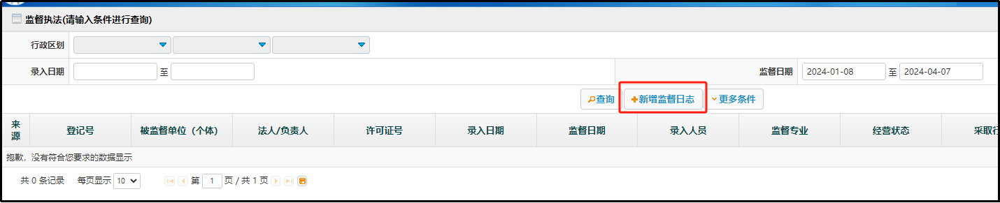 监督执法(请输入条件进行查询)
行政区划
录入日期 至 监督日期 2024-01-08 至 2024-04-07
查询 新增监督日志 更多条件
来源 登记号 被监督单位（个体） 法人/负责人 许可证号 录入日期 监督日期 录入人员 监督专业 经营状态 采取行
抱歉，没有符合您要求的数据显示
共 0 条记录 每页显示 10 第 1 页 / 共 1 页